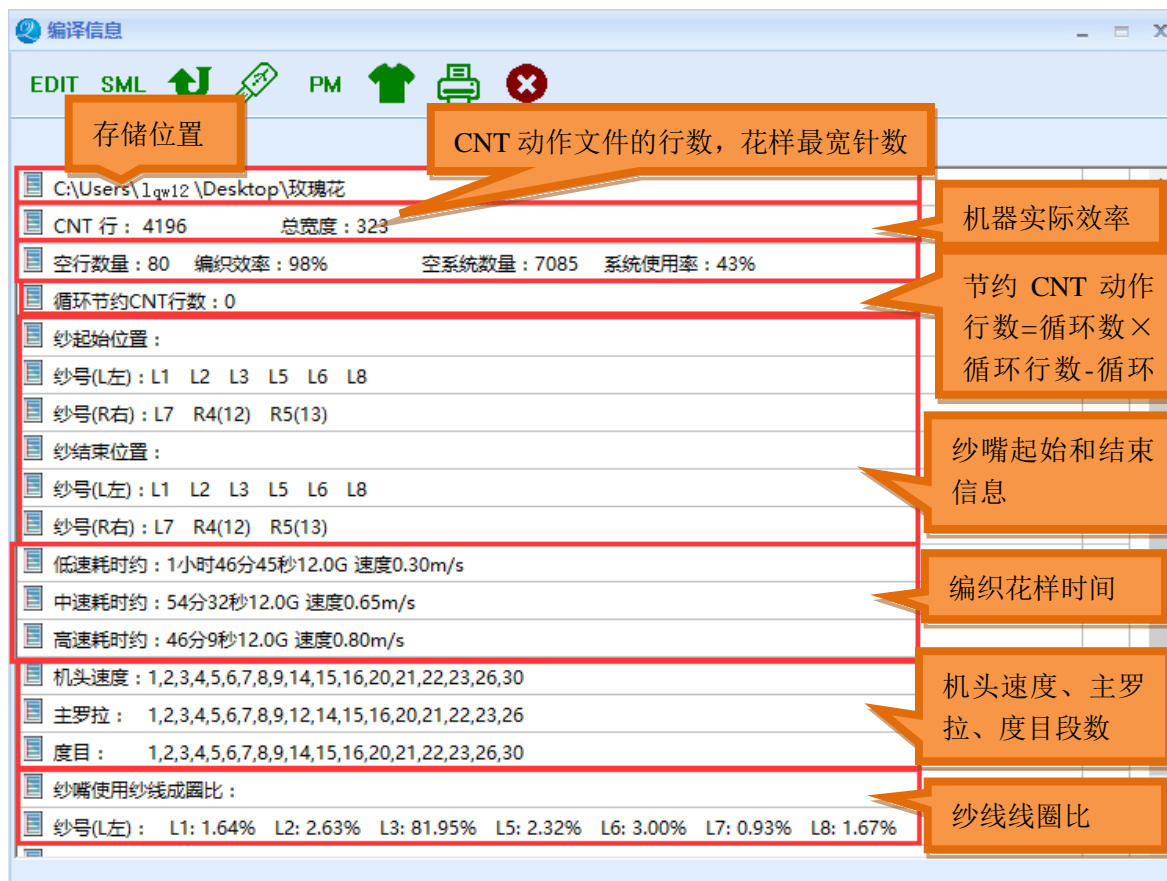 编译信息
EDIT SML PM
存储位置
CNT 动作文件的行数，花样最宽针数
C:\Users\lqw12\Desktop\玫瑰花
CNT 行： 4196 总宽度：323
机器实际效率
空行数量：80 编织效率：98% 空系统数量：7085 系统使用率：43%
循环节约CNT行数：0
节约 CNT 动作
行数=循环数×
循环行数-循环
纱起始位置：
纱号(L左)：L1 L2 L3 L5 L6 L8
纱号(R右)：L7 R4(12) R5(13)
纱结束位置：
纱号(L左)：L1 L2 L3 L5 L6 L8
纱号(R右)：L7 R4(12) R5(13)
纱嘴起始和结束
信息
低速耗时约：1小时46分45秒12.0G 速度0.30m/s
中速耗时约：54分32秒12.0G 速度0.65m/s
高速耗时约：46分9秒12.0G 速度0.80m/s
编织花样时间
机头速度：1,2,3,4,5,6,7,8,9,14,15,16,20,21,22,23,26,30
主罗拉： 1,2,3,4,5,6,7,8,9,12,14,15,16,20,21,22,23,26
度目： 1,2,3,4,5,6,7,8,9,14,15,16,20,21,22,23,26,30
机头速度、主罗
拉、度目段数
纱嘴使用纱线成圈比：
纱号(L左)： L1: 1.64% L2: 2.63% L3: 81.95% L5: 2.32% L6: 3.00% L7: 0.93% L8: 1.67%
纱线线圈比